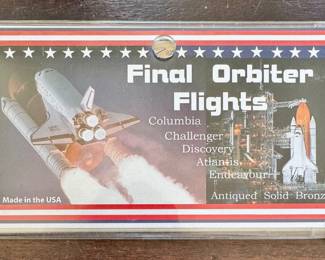 Final Orbiter
Flights
Columbia
Challenger
Discovery
Atlantis
Endeavour
Antiqued Solid Bronz
Made in the USA